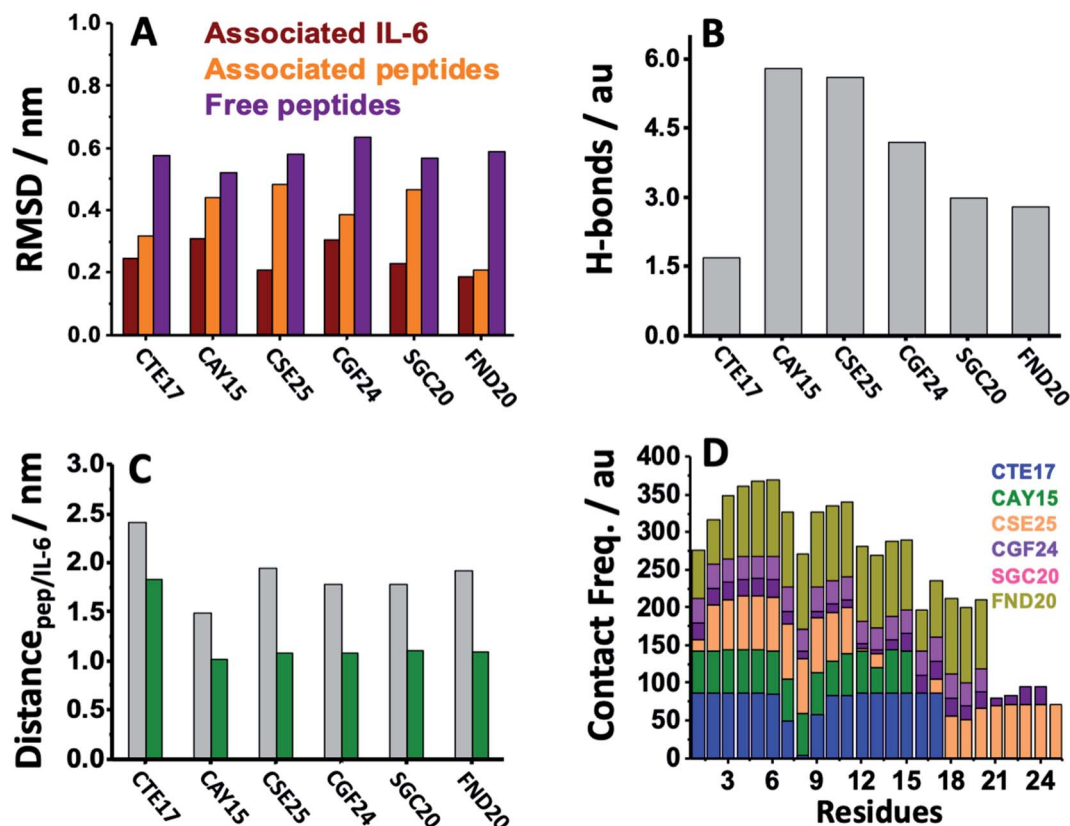 A
Associated IL-6
Associated peptides
Free peptides
RMSD / nm
1.0
0.8
0.6
0.4
0.2
0.0
CTE17
CAY15
CSE25
CGF24
SGC20
FND20
B
H-bonds / au
6.0
4.5
3.0
1.5
0.0
CTE17
CAY15
CSE25
CGF24
SGC20
FND20
C
Distancepep/IL-6 / nm
3.0
2.5
2.0
1.5
1.0
0.5
0.0
CTE17
CAY15
CSE25
CGF24
SGC20
FND20
D
CTE17
CAY15
CSE25
CGF24
SGC20
FND20
Contact Freq. / au
400
350
300
250
200
150
100
50
0
3 6 9 12 15 18 21 24
Residues